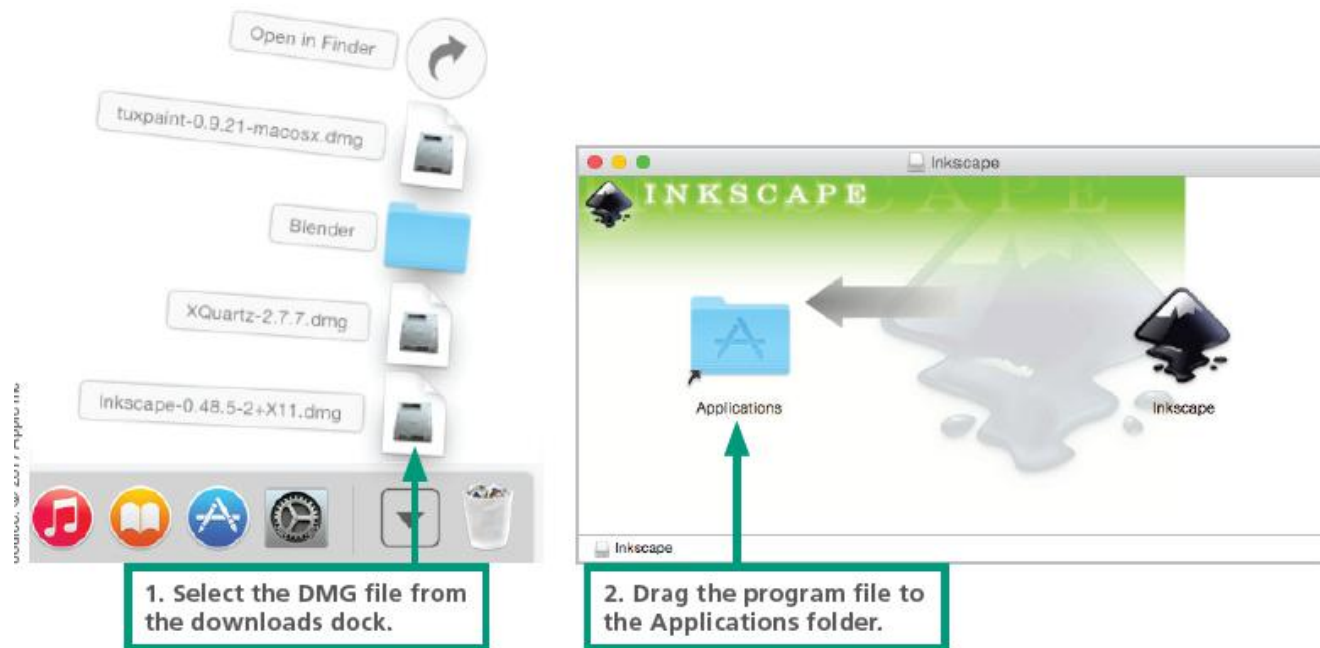 Open in Finder
tuxpaint-0.9.21-macosx.dmg
Blender
XQuartz-2.7.7.dmg
Inkscape-0.48.5-2+X11.dmg
1. Select the DMG file from
the downloads dock.
Inkscape
INKSCAPE
Applications
Inkscape
Inkscape
2. Drag the program file to
the Applications folder.